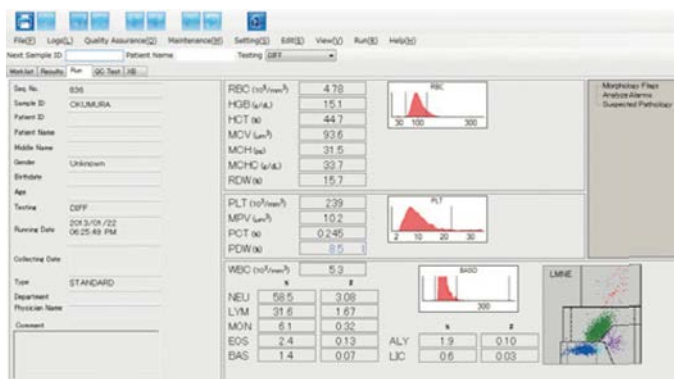 File(F) Logs(L) Quality Assurance(Q) Maintenance(M) Setting(S) Edit(E) View(V) Run(R) Help(H)
Next Sample ID Patient Name Testing DIFF
Worklist Results Run QC Test XB
Seq. No. 836
Sample ID OKUMURA
Patient ID
Patient Name
Middle Name
Gender Unknown
Birthdate
Age
Testing DIFF
Running Date 2013/01/22
06:25:49 PM
Collecting Date
Type STANDARD
Department
Physician Name
Comment
RBC (10⁶/mm³) 4.78
HGB (g/dL) 15.1
HCT (%) 44.7
MCV (μm³) 93.6
MCH (pg) 31.5
MCHC (g/dL) 33.7
RDW (%) 15.7
RBC
30 100 300
PLT (10³/mm³) 239
MPV (μm³) 10.2
PCT (%) 0.245
PDW (%) 8.5
PLT
2 10 20 30
WBC (10³/mm³) 5.3
% #
NEU 58.5 3.08
LYM 31.6 1.67
MON 6.1 0.32
EOS 2.4 0.13
BAS 1.4 0.07
BASO
300
% #
ALY 1.9 0.10
LIC 0.6 0.03
LMNE
Morphology Flags
Analyze Alarms
Suspected Pathology